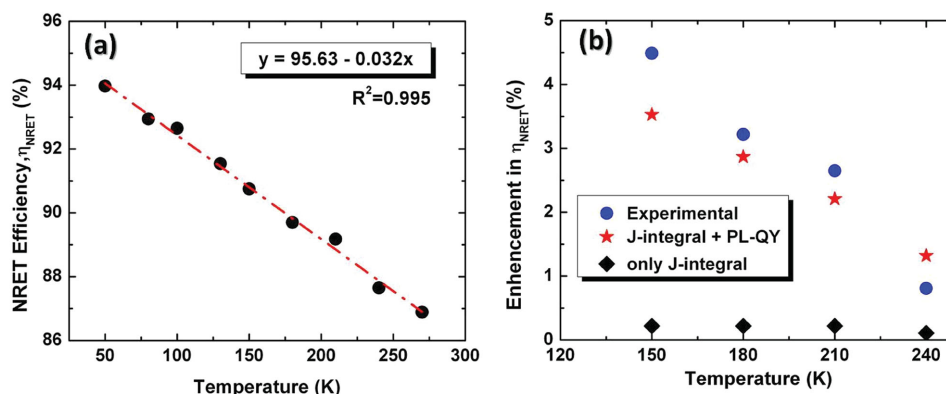 (a)
y = 95.63 - 0.032x
R²=0.995
NRET Efficiency,η_NRET (%)
96
94
92
90
88
86
50 100 150 200 250 300
Temperature (K)
(b)
Enhencement in η_NRET(%)
5
4
3
2
1
0
Experimental
J-integral + PL-QY
only J-integral
120 150 180 210 240
Temperature (K)